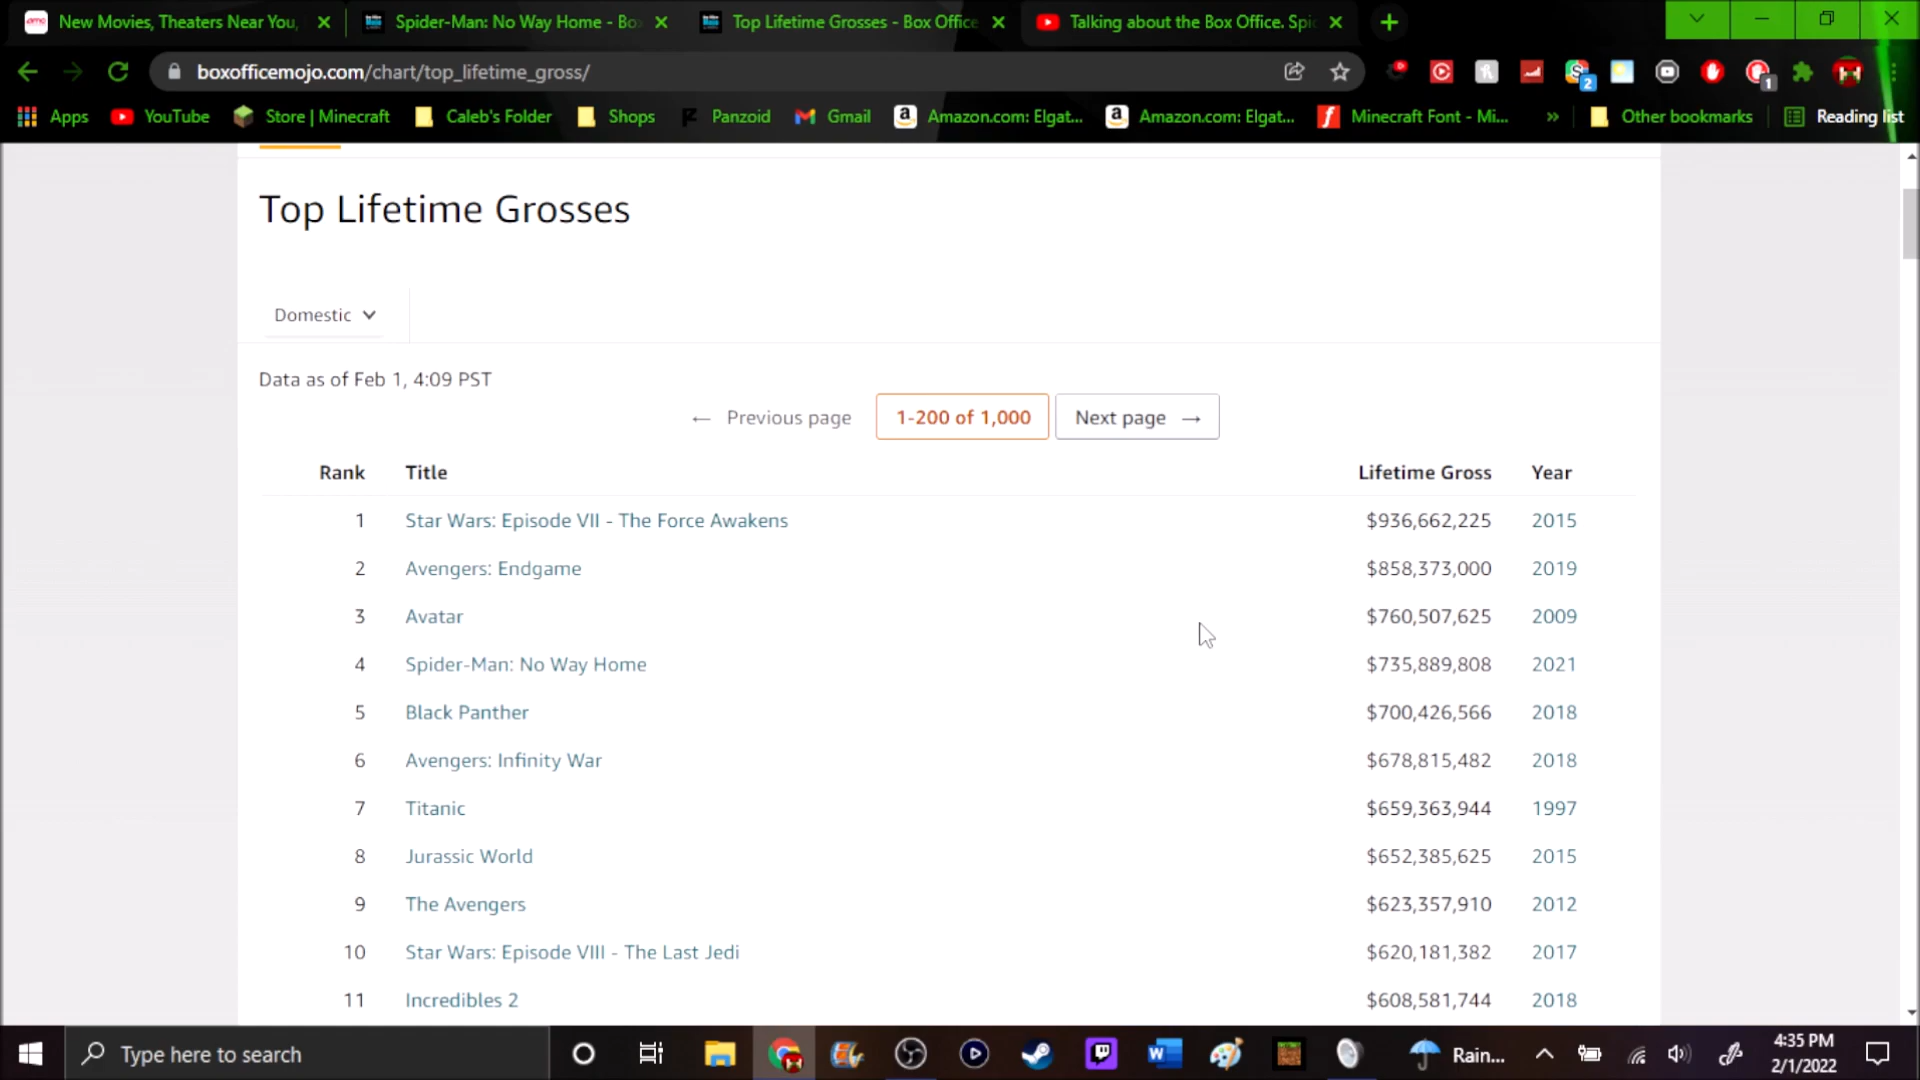 New Movies, Theaters Near You, Spider-Man: No Way Home - Bo Top Lifetime Grosses - Box Office Talking about the Box Office. Spi
boxofficemojo.com/chart/top_lifetime_gross/ 2 1
Apps YouTube Store | Minecraft Caleb's Folder Shops Panzoid Gmail Amazon.com: Elgat... Amazon.com: Elgat... Minecraft Font - Mi... » Other bookmarks Reading list
Top Lifetime Grosses
Domestic
Data as of Feb 1, 4:09 PST
← Previous page 1-200 of 1,000 Next page →
Rank Title Lifetime Gross Year
1 Star Wars: Episode VII - The Force Awakens $936,662,225 2015
2 Avengers: Endgame $858,373,000 2019
3 Avatar $760,507,625 2009
4 Spider-Man: No Way Home $735,889,808 2021
5 Black Panther $700,426,566 2018
6 Avengers: Infinity War $678,815,482 2018
7 Titanic $659,363,944 1997
8 Jurassic World $652,385,625 2015
9 The Avengers $623,357,910 2012
10 Star Wars: Episode VIII - The Last Jedi $620,181,382 2017
11 Incredibles 2 $608,581,744 2018
Type here to search Rain... 4:35 PM
2/1/2022